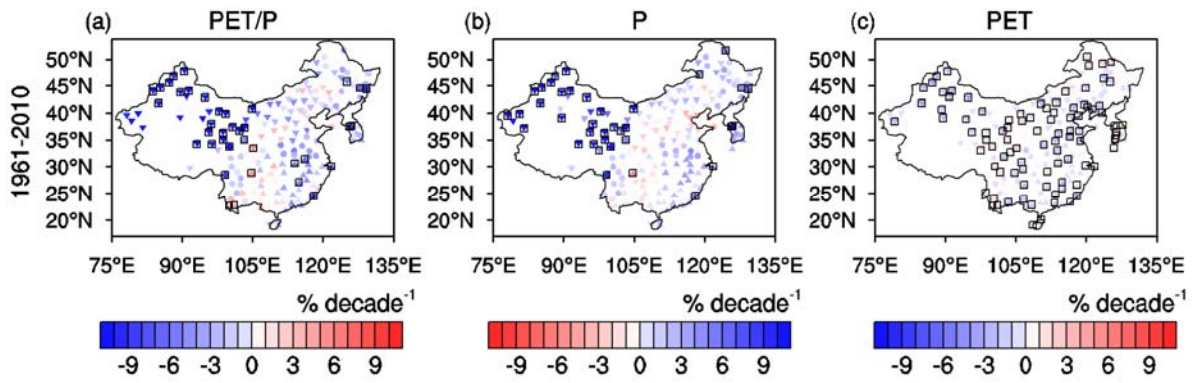 (a) PET/P (b) P (c) PET
1961-2010
50°N 50°N 50°N
45°N 45°N 45°N
40°N 40°N 40°N
35°N 35°N 35°N
30°N 30°N 30°N
25°N 25°N 25°N
20°N 20°N 20°N
75°E 90°E 105°E 120°E 135°E 75°E 90°E 105°E 120°E 135°E 75°E 90°E 105°E 120°E 135°E
% decade⁻¹ % decade⁻¹ % decade⁻¹
-9 -6 -3 0 3 6 9 -9 -6 -3 0 3 6 9 -9 -6 -3 0 3 6 9